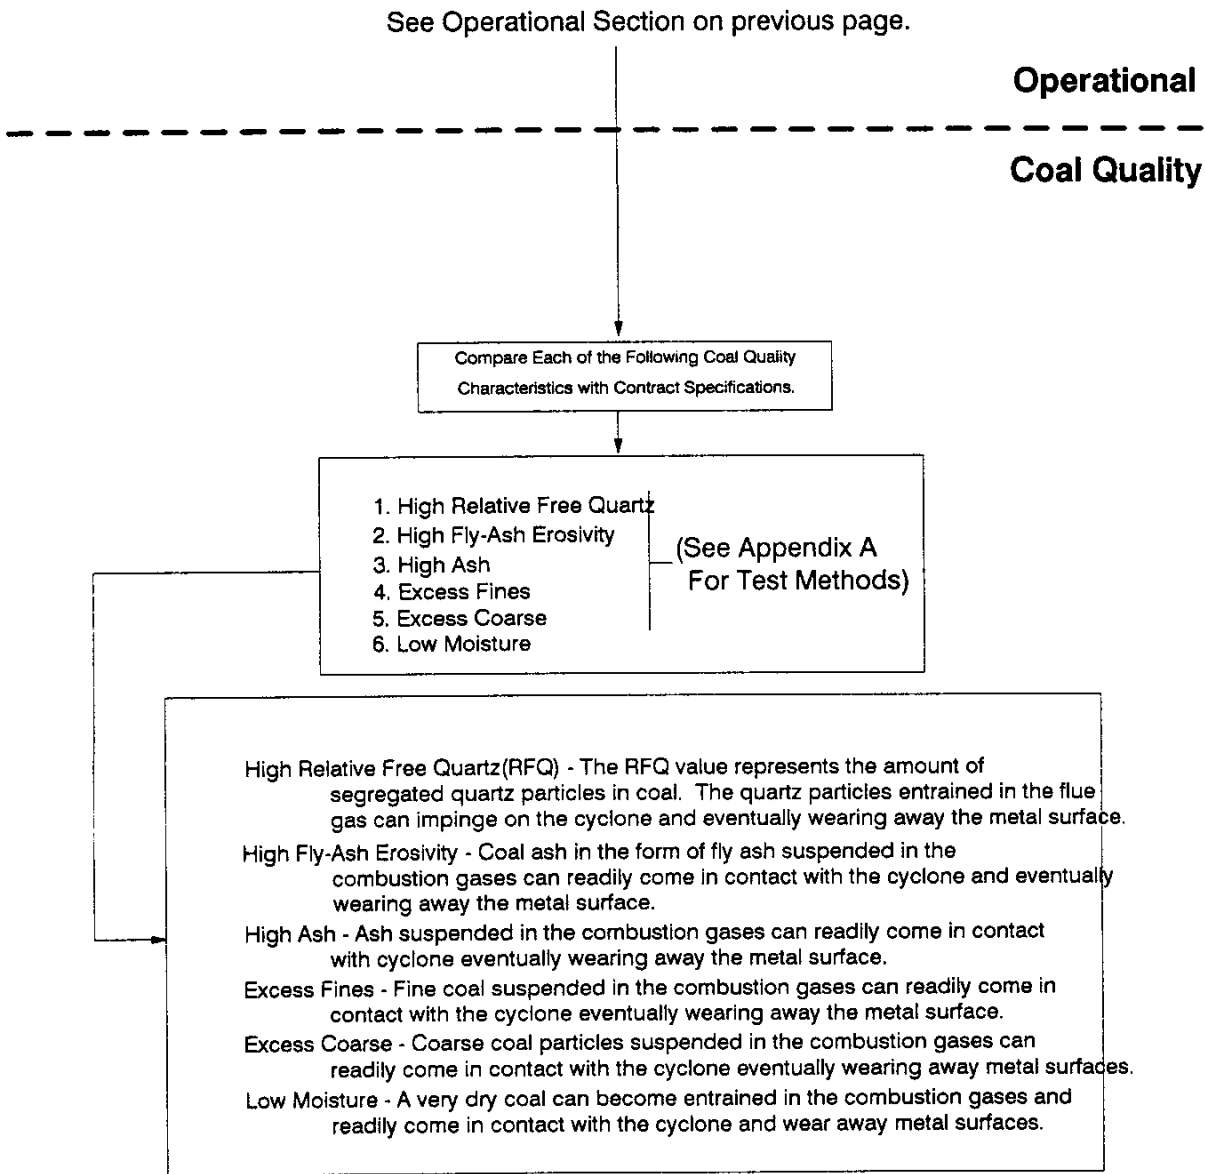 See Operational Section on previous page.
Operational
Coal Quality
Compare Each of the Following Coal Quality
Characteristics with Contract Specifications.
1. High Relative Free Quartz
2. High Fly-Ash Erosivity
3. High Ash
4. Excess Fines
5. Excess Coarse
6. Low Moisture
(See Appendix A
For Test Methods)
High Relative Free Quartz(RFQ) - The RFQ value represents the amount of
segregated quartz particles in coal. The quartz particles entrained in the flue
gas can impinge on the cyclone and eventually wearing away the metal surface.
High Fly-Ash Erosivity - Coal ash in the form of fly ash suspended in the
combustion gases can readily come in contact with the cyclone and eventually
wearing away the metal surface.
High Ash - Ash suspended in the combustion gases can readily come in contact
with cyclone eventually wearing away the metal surface.
Excess Fines - Fine coal suspended in the combustion gases can readily come in
contact with the cyclone eventually wearing away the metal surface.
Excess Coarse - Coarse coal particles suspended in the combustion gases can
readily come in contact with the cyclone eventually wearing away metal surfaces.
Low Moisture - A very dry coal can become entrained in the combustion gases and
readily come in contact with the cyclone and wear away metal surfaces.